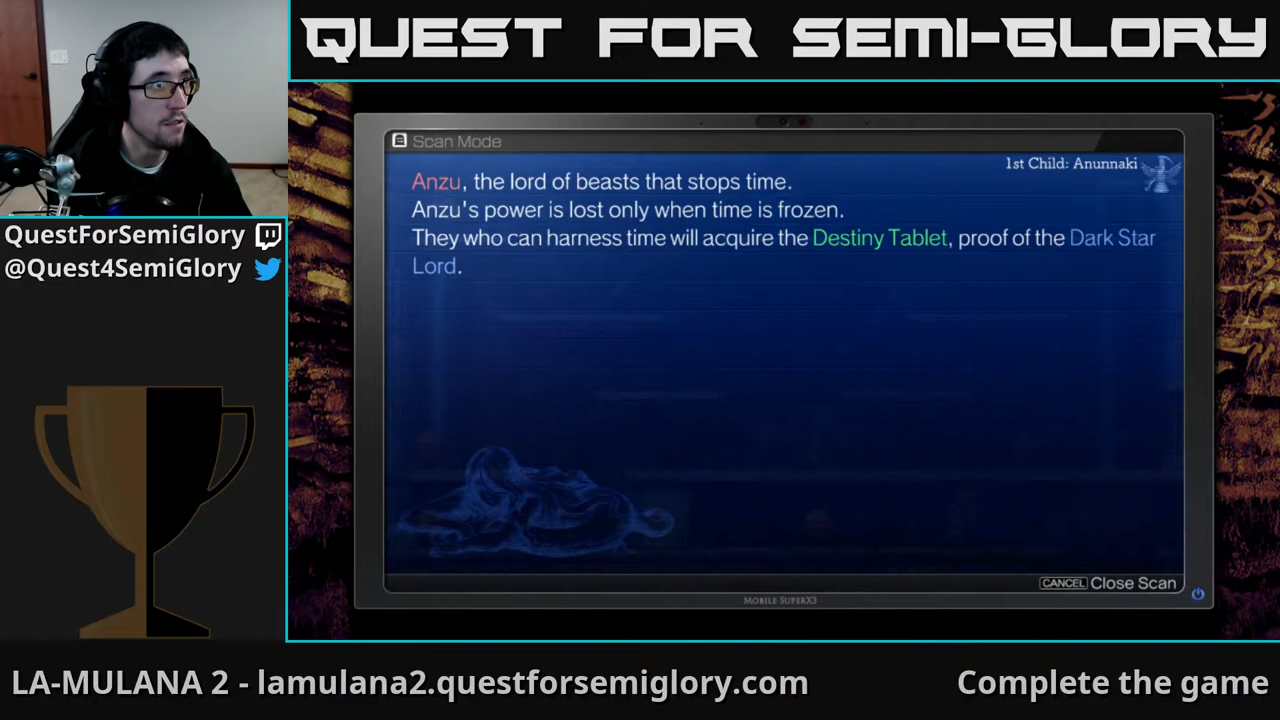 QUEST FOR SEMI-GLORY
Scan Mode
1st Child: Anunnaki
Anzu, the lord of beasts that stops time.
Anzu's power is lost only when time is frozen.
They who can harness time will acquire the Destiny Tablet, proof of the Dark Star
Lord.
QuestForSemiGlory
@Quest4SemiGlory
CANCEL Close Scan
MOBILE SUPERX3
LA-MULANA 2 - lamulana2.questforsemiglory.com
Complete the game